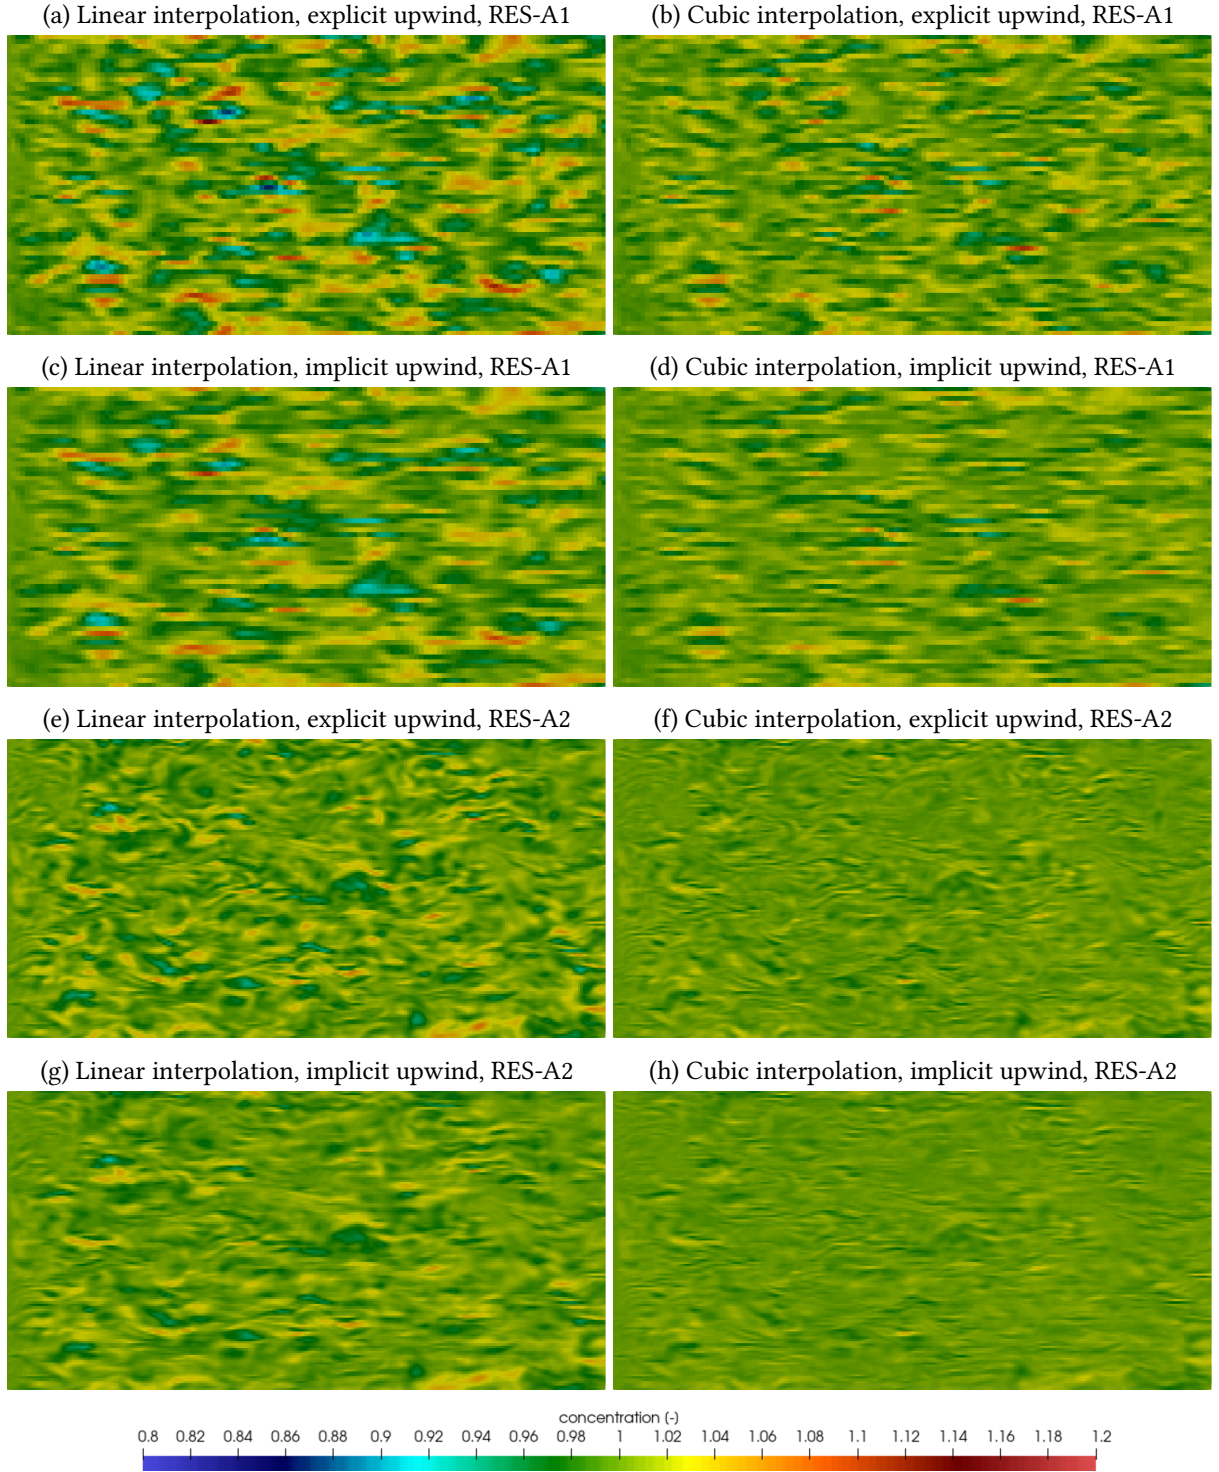 (a) Linear interpolation, explicit upwind, RES-A1
(b) Cubic interpolation, explicit upwind, RES-A1
(c) Linear interpolation, implicit upwind, RES-A1
(d) Cubic interpolation, implicit upwind, RES-A1
(e) Linear interpolation, explicit upwind, RES-A2
(f) Cubic interpolation, explicit upwind, RES-A2
(g) Linear interpolation, implicit upwind, RES-A2
(h) Cubic interpolation, implicit upwind, RES-A2
concentration (-)
0.8 0.82 0.84 0.86 0.88 0.9 0.92 0.94 0.96 0.98 1 1.02 1.04 1.06 1.08 1.1 1.12 1.14 1.16 1.18 1.2